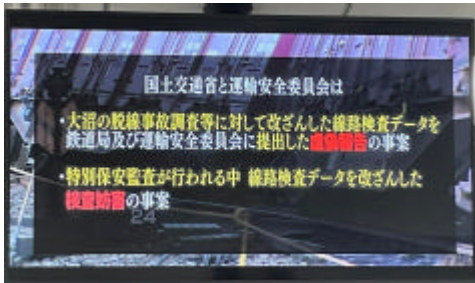 国土交通省と運輸安全委員会は
・大沼の脱線事故調査等に対して改ざんした線路検査データを
鉄道局及び運輸安全委員会に提出した虚偽報告の事案
・特別保安監査が行われる中 線路検査データを改ざんした
検査妨害の事案
24